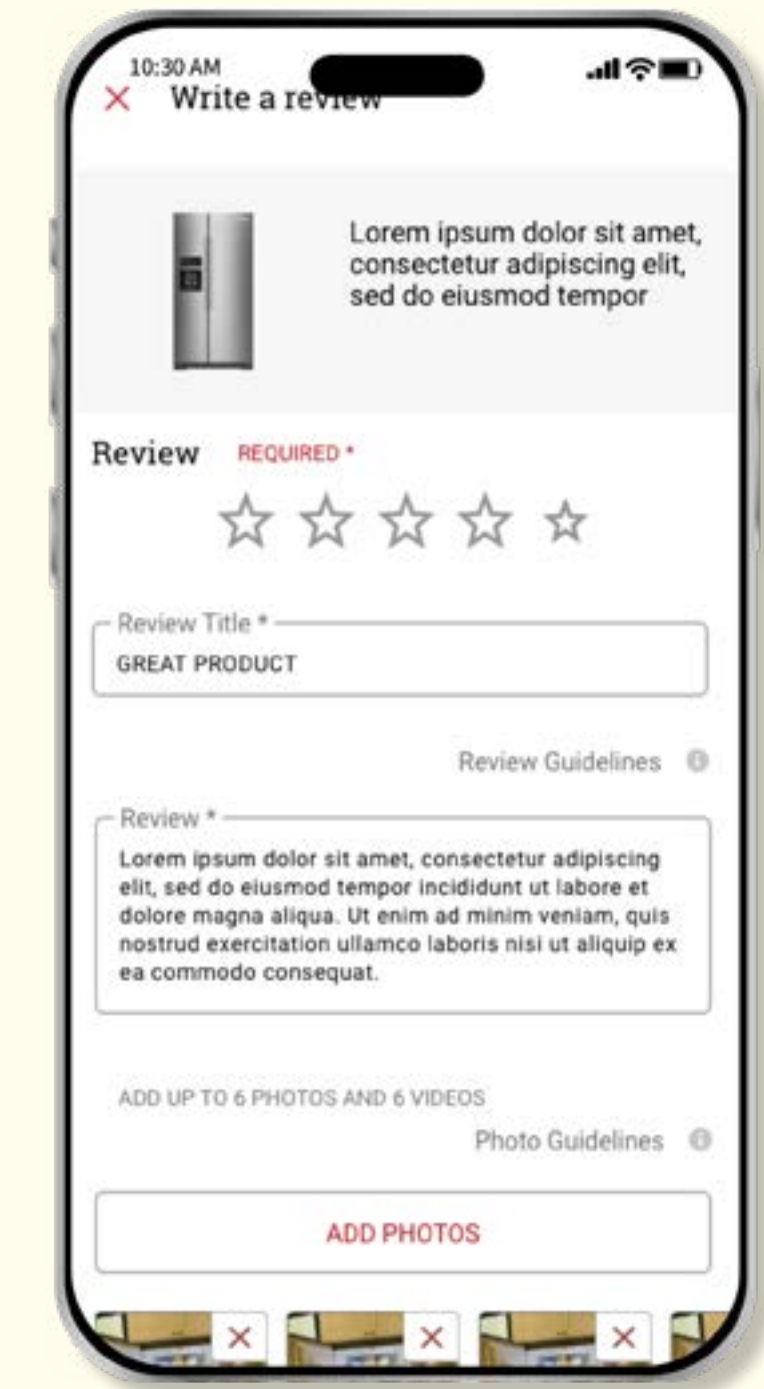 10:30 AM
Write a review
Lorem ipsum dolor sit amet,
consectetur adipiscing elit,
sed do eiusmod tempor
Review REQUIRED *
Review Title *
GREAT PRODUCT
Review Guidelines
Review *
Lorem ipsum dolor sit amet, consectetur adipiscing
elit, sed do eiusmod tempor incididunt ut labore et
dolore magna aliqua. Ut enim ad minim veniam, quis
nostrud exercitation ullamco laboris nisi ut aliquip ex
ea commodo consequat.
ADD UP TO 6 PHOTOS AND 6 VIDEOS
Photo Guidelines
ADD PHOTOS